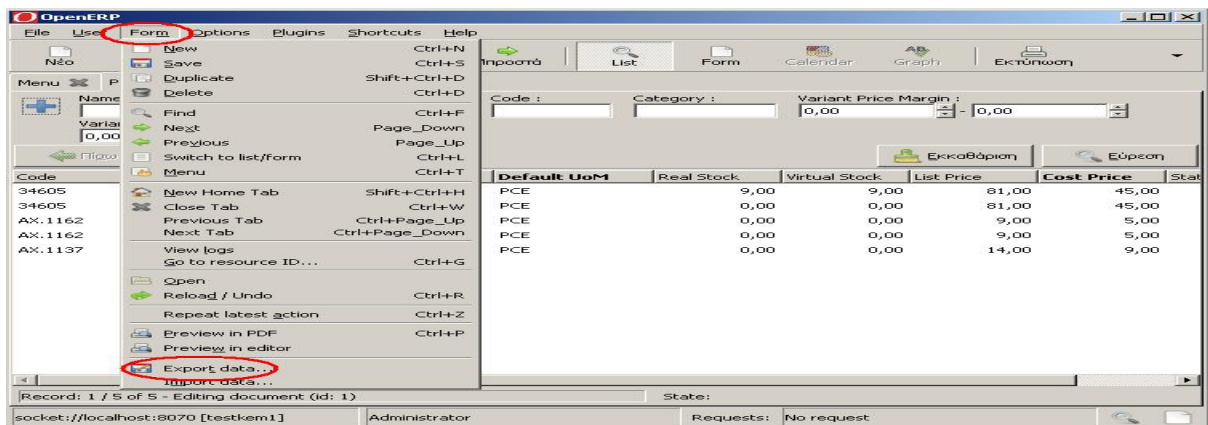 OpenERP
File User Form Options Plugins Shortcuts Help
Νέο Μπροστά List Form Calendar Graph Εκτύπωση
New Ctrl+N
Save Ctrl+S
Duplicate Shift+Ctrl+D
Delete Ctrl+D
Find Ctrl+F
Next Page_Down
Previous Page_Up
Switch to list/form Ctrl+L
Menu Ctrl+T
New Home Tab Shift+Ctrl+H
Close Tab Ctrl+W
Previous Tab Ctrl+Page_Up
Next Tab Ctrl+Page_Down
View logs
Go to resource ID... Ctrl+G
Open
Reload / Undo Ctrl+R
Repeat latest action Ctrl+Z
Preview in PDF Ctrl+P
Preview in editor
Export data...
Import data...
Menu P
Name Code : Category : Variant Price Margin :
0,00 - 0,00
Varia
0,00
Πίσω Εκκαθάριση Εύρεση
Code Default UoM Real Stock Virtual Stock List Price Cost Price Stat
34605 PCE 9,00 9,00 81,00 45,00
34605 PCE 0,00 0,00 81,00 45,00
AX.1162 PCE 0,00 0,00 9,00 5,00
AX.1162 PCE 0,00 0,00 9,00 5,00
AX.1137 PCE 0,00 0,00 14,00 9,00
Record: 1 / 5 of 5 - Editing document (id: 1) State:
socket://localhost:8070 [testkem1] Administrator Requests: No request